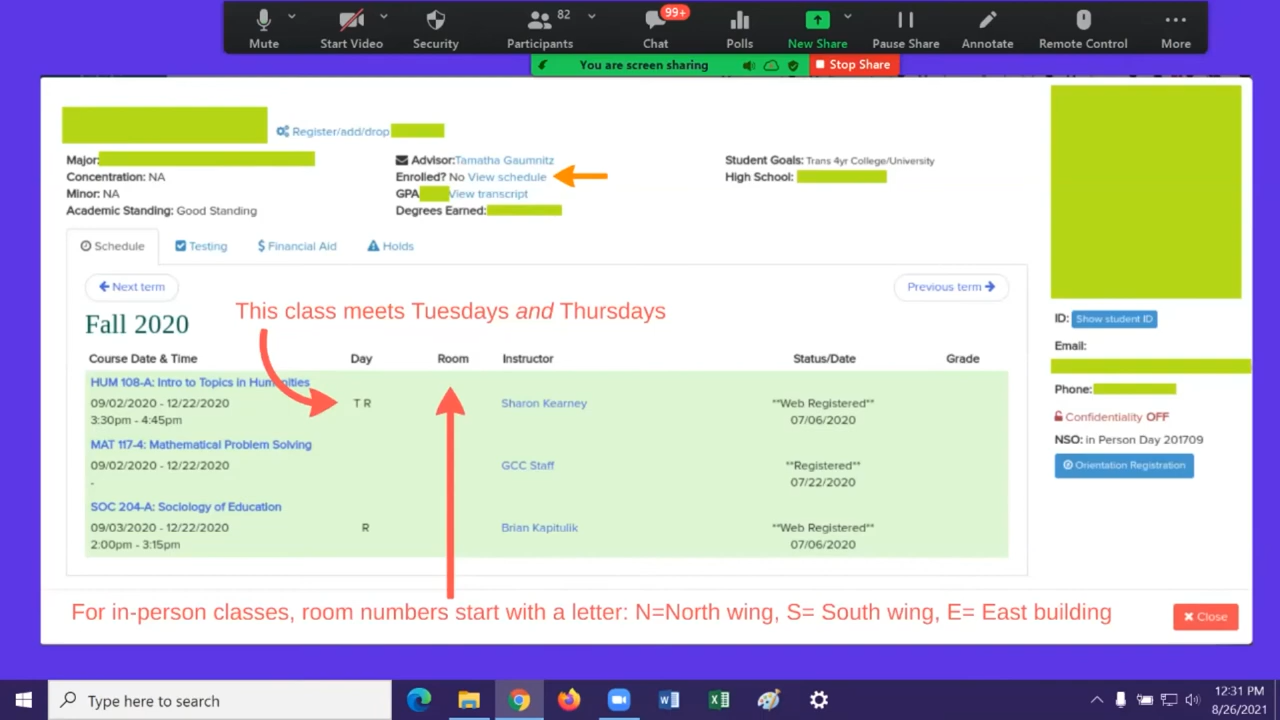 Mute
Start Video
Security
Participants
82
Chat
99+
Polls
New Share
Pause Share
Annotate
Remote Control
More
You are screen sharing
Stop Share
Register/add/drop
Major:
Concentration: NA
Minor: NA
Academic Standing: Good Standing
Advisor:Tamatha Gaumnitz
Enrolled? No View schedule
GPA View transcript
Degrees Earned:
Student Goals: Trans 4yr College/University
High School:
Schedule
Testing
Financial Aid
Holds
Next term
Previous term
This class meets Tuesdays and Thursdays
Fall 2020
Course Date & Time Day Room Instructor Status/Date Grade
HUM 108-A: Intro to Topics in Humanities
09/02/2020 - 12/22/2020 T R Sharon Kearney **Web Registered**
3:30pm - 4:45pm 07/06/2020
MAT 117-4: Mathematical Problem Solving
09/02/2020 - 12/22/2020 GCC Staff **Registered**
- 07/22/2020
SOC 204-A: Sociology of Education
09/03/2020 - 12/22/2020 R Brian Kapitulik **Web Registered**
2:00pm - 3:15pm 07/06/2020
ID: Show student ID
Email:
Phone:
Confidentiality OFF
NSO: in Person Day 201709
Orientation Registration
For in-person classes, room numbers start with a letter: N=North wing, S= South wing, E= East building
Close
Type here to search
12:31 PM
8/26/2021